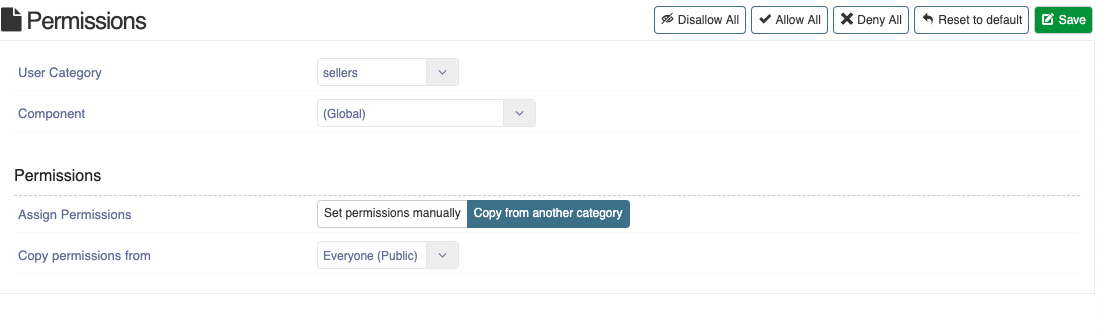 Permissions
Disallow All
Allow All
Deny All
Reset to default
Save
User Category
sellers
Component
(Global)
Permissions
Assign Permissions
Set permissions manually
Copy from another category
Copy permissions from
Everyone (Public)